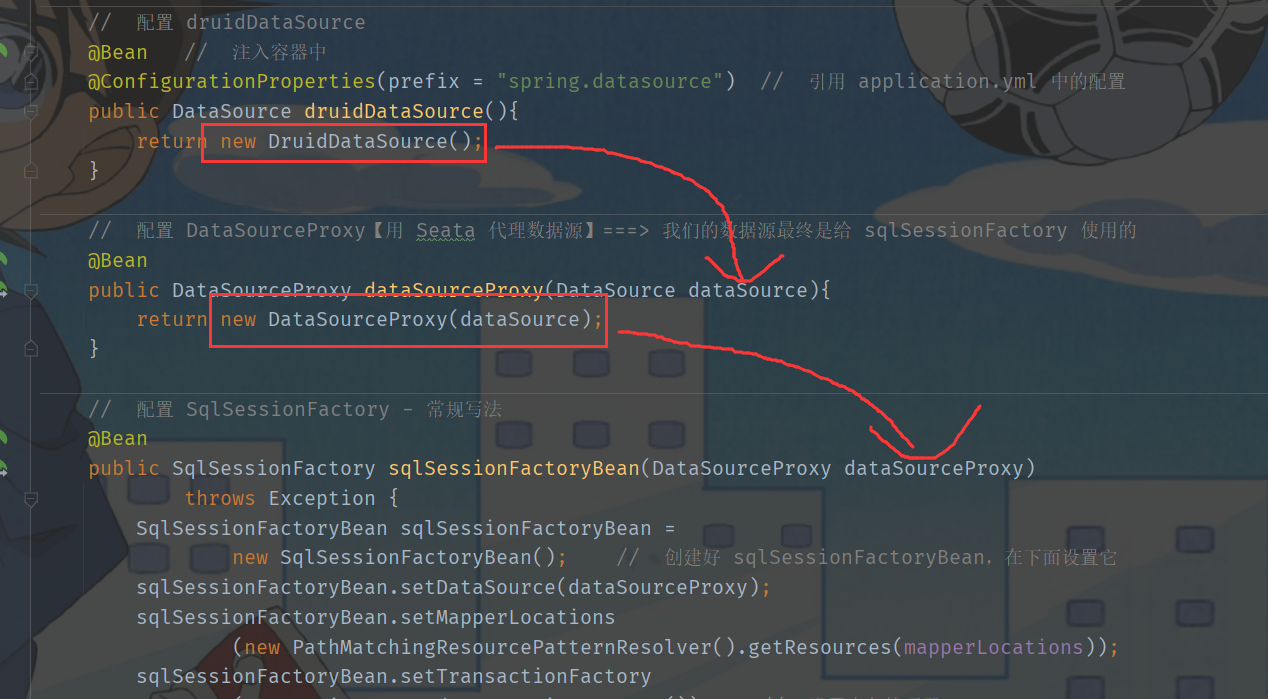 // 配置 druidDataSource
@Bean // 注入容器中
@ConfigurationProperties(prefix = "spring.datasource") // 引用 application.yml 中的配置
public DataSource druidDataSource(){
return new DruidDataSource();
}
// 配置 DataSourceProxy【用 Seata 代理数据源】===> 我们的数据源最终是给 sqlSessionFactory 使用的
@Bean
public DataSourceProxy dataSourceProxy(DataSource dataSource){
return new DataSourceProxy(dataSource);
}
// 配置 SqlSessionFactory - 常规写法
@Bean
public SqlSessionFactory sqlSessionFactoryBean(DataSourceProxy dataSourceProxy)
throws Exception {
SqlSessionFactoryBean sqlSessionFactoryBean =
new SqlSessionFactoryBean(); // 创建好 sqlSessionFactoryBean，在下面设置它
sqlSessionFactoryBean.setDataSource(dataSourceProxy);
sqlSessionFactoryBean.setMapperLocations
(new PathMatchingResourcePatternResolver().getResources(mapperLocations));
sqlSessionFactoryBean.setTransactionFactory